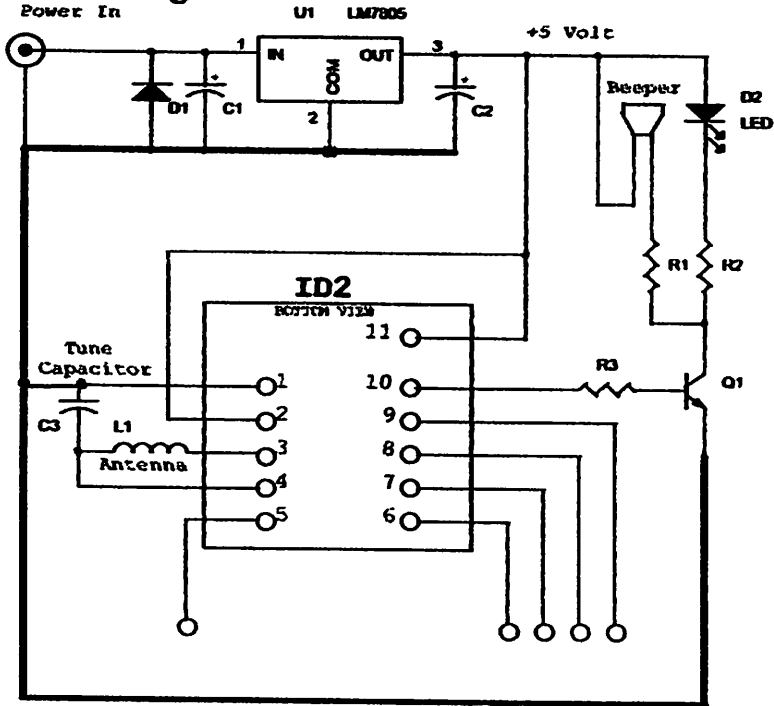 Power In
U1 LM7805
+5 Volt
1
IN
OUT
3
COM
2
D1
+
C1
+
C2
Beeper
D2
LED
R1
R2
ID2
BOTTOM VIEW
11
Tune
Capacitor
1
10
R3
Q1
C3
L1
2
9
Antenna
3
8
4
7
5
6